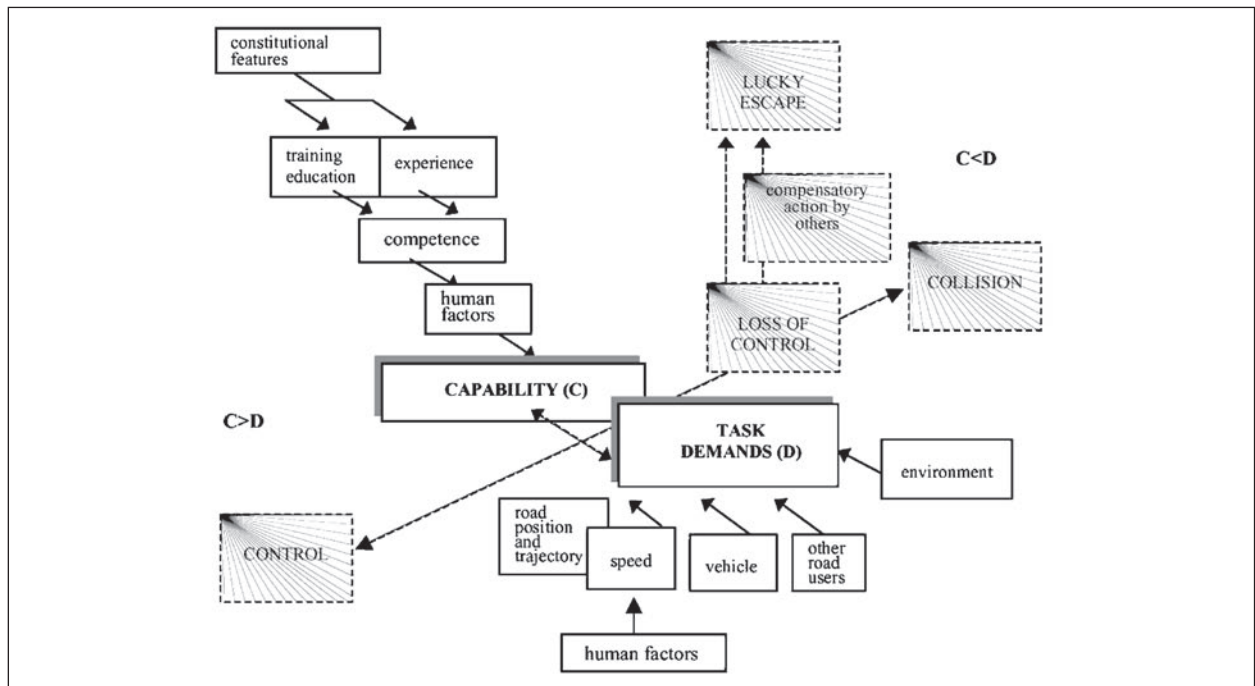 constitutional
features
training
education
experience
competence
human
factors
CAPABILITY (C)
C>D
LUCKY
ESCAPE
C<D
compensatory
action by
others
COLLISION
LOSS OF
CONTROL
TASK
DEMANDS (D)
environment
road
position
and
trajectory
speed
vehicle
other
road
users
CONTROL
human factors